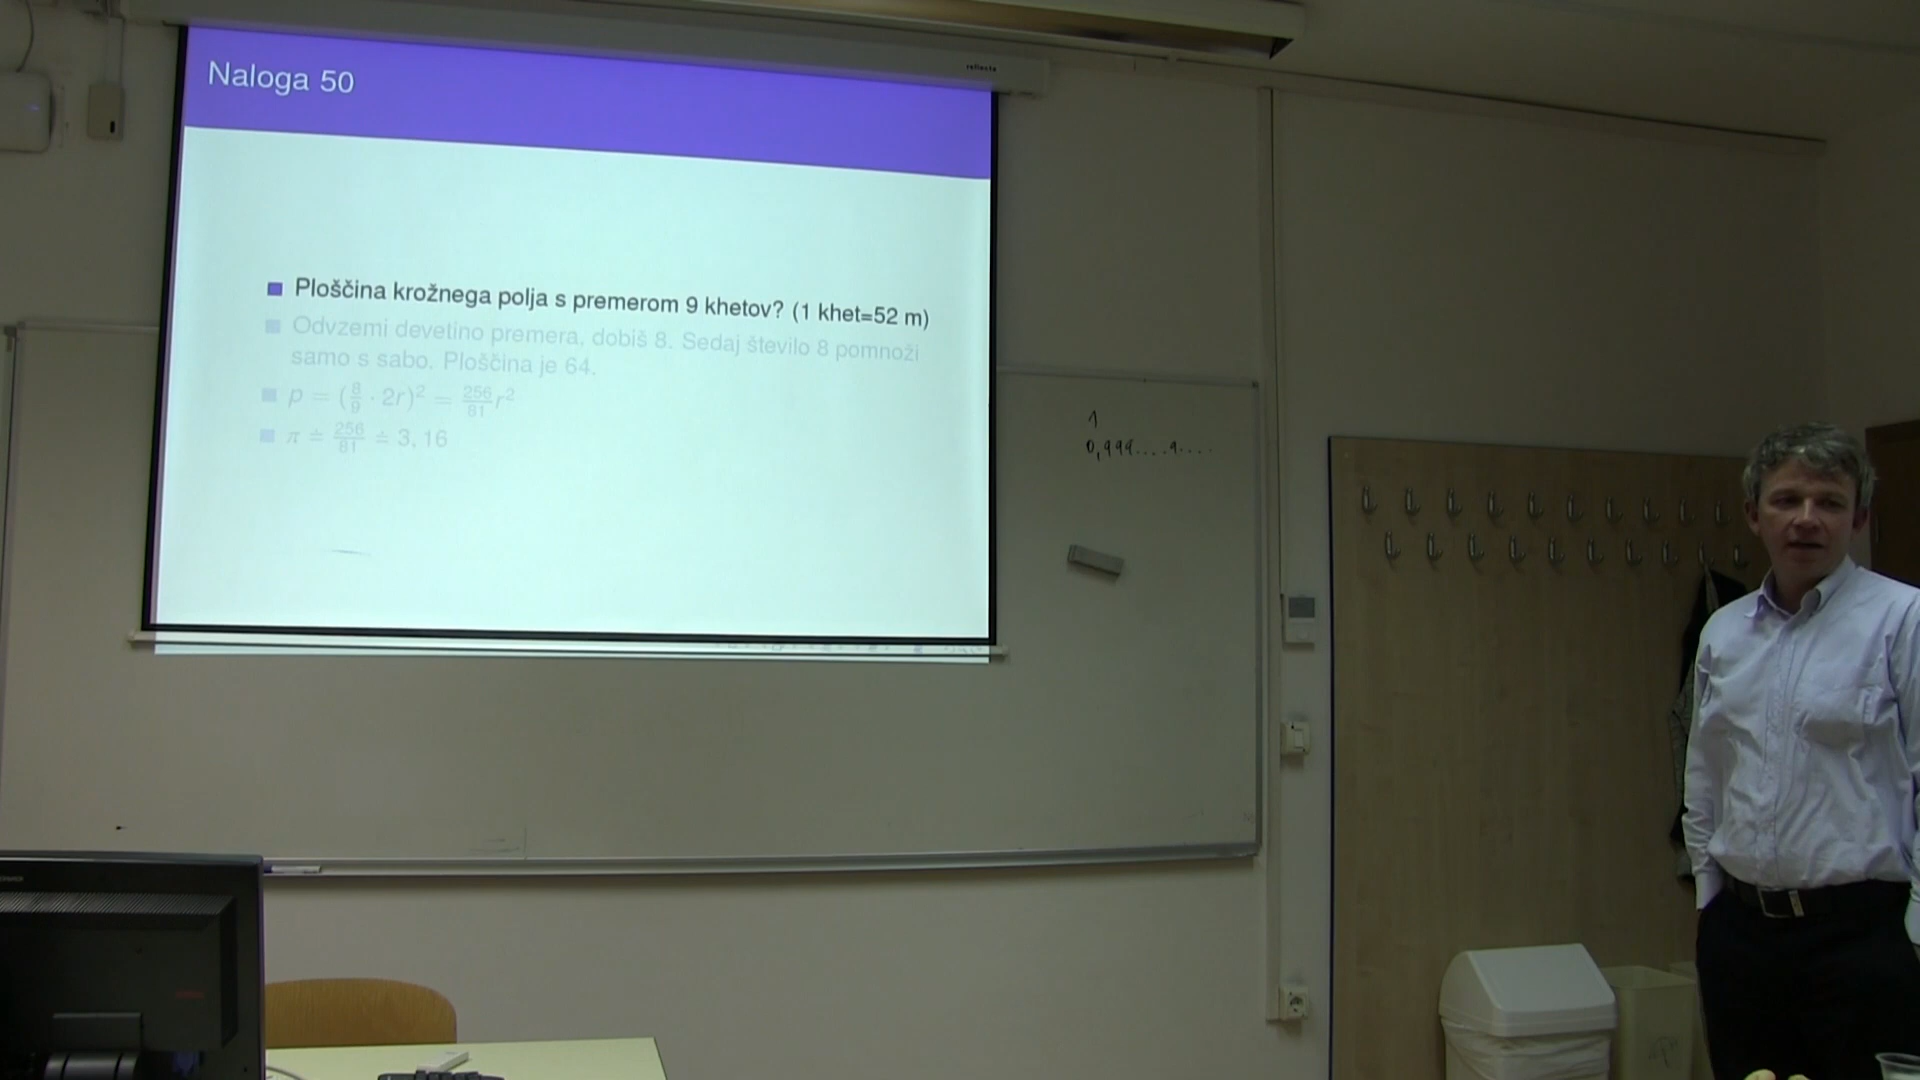 Naloga 50
Ploščina krožnega polja s premerom 9 khetov? (1 khet=52 m)
Odvzemi devetino premera, dobiš 8. Sedaj število 8 pomnoži
samo s sabo. Ploščina je 64.
p = (8/9 · 2r)² = 256/81 r²
π ≐ 256/81 ≐ 3,16
1
0,999....9....